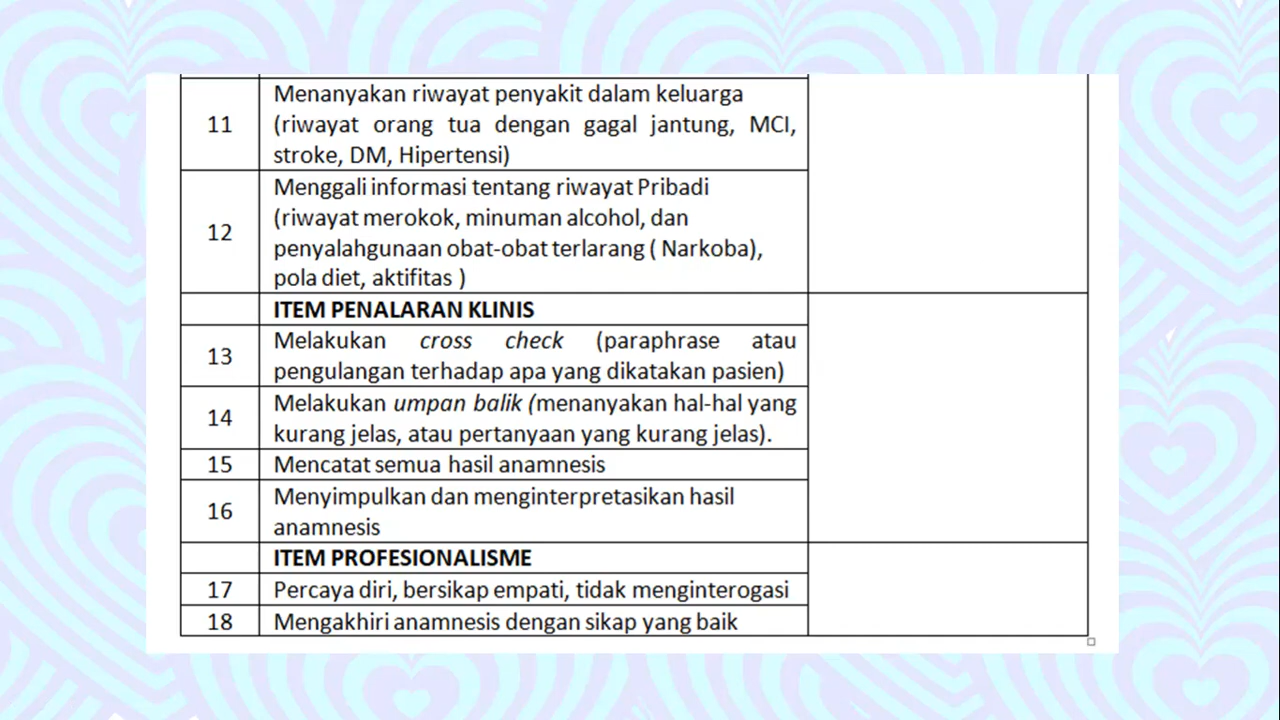 11
Menanyakan riwayat penyakit dalam keluarga
(riwayat orang tua dengan gagal jantung, MCI,
stroke, DM, Hipertensi)
12
Menggali informasi tentang riwayat Pribadi
(riwayat merokok, minuman alcohol, dan
penyalahgunaan obat-obat terlarang ( Narkoba),
pola diet, aktifitas )
ITEM PENALARAN KLINIS
13
Melakukan cross check (paraphrase atau
pengulangan terhadap apa yang dikatakan pasien)
14
Melakukan umpan balik (menanyakan hal-hal yang
kurang jelas, atau pertanyaan yang kurang jelas).
15
Mencatat semua hasil anamnesis
16
Menyimpulkan dan menginterpretasikan hasil
anamnesis
ITEM PROFESIONALISME
17
Percaya diri, bersikap empati, tidak menginterogasi
18
Mengakhiri anamnesis dengan sikap yang baik